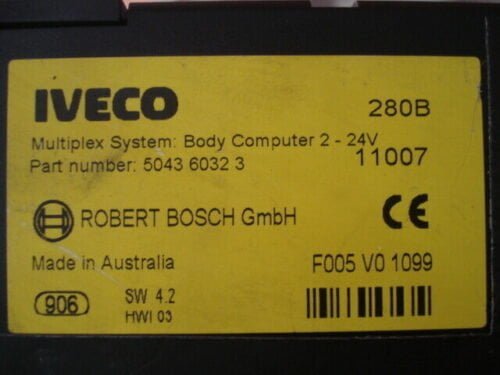 IVECO 280B
Multiplex System: Body Computer 2 - 24V
Part number: 5043 6032 3 11007
ROBERT BOSCH GmbH CE
Made in Australia F005 V0 1099
906 SW 4.2
HWI 03